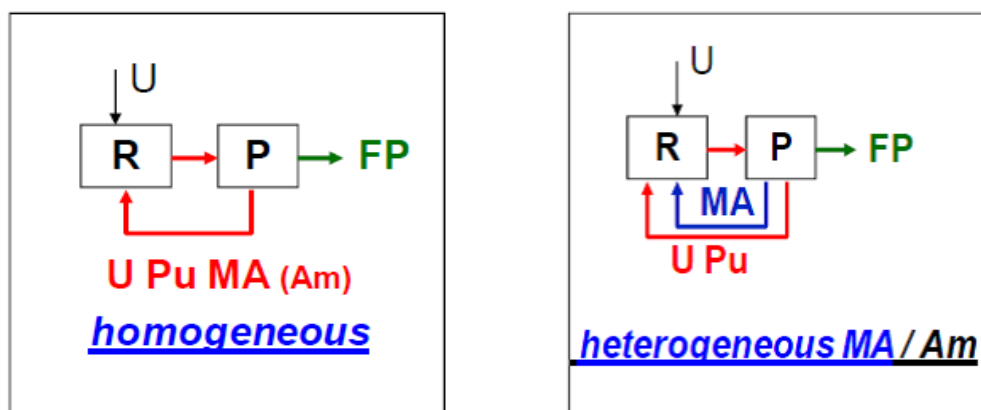 U
R P FP
U Pu MA (Am)
homogeneous
U
R P FP
MA
U Pu
heterogeneous MA / Am